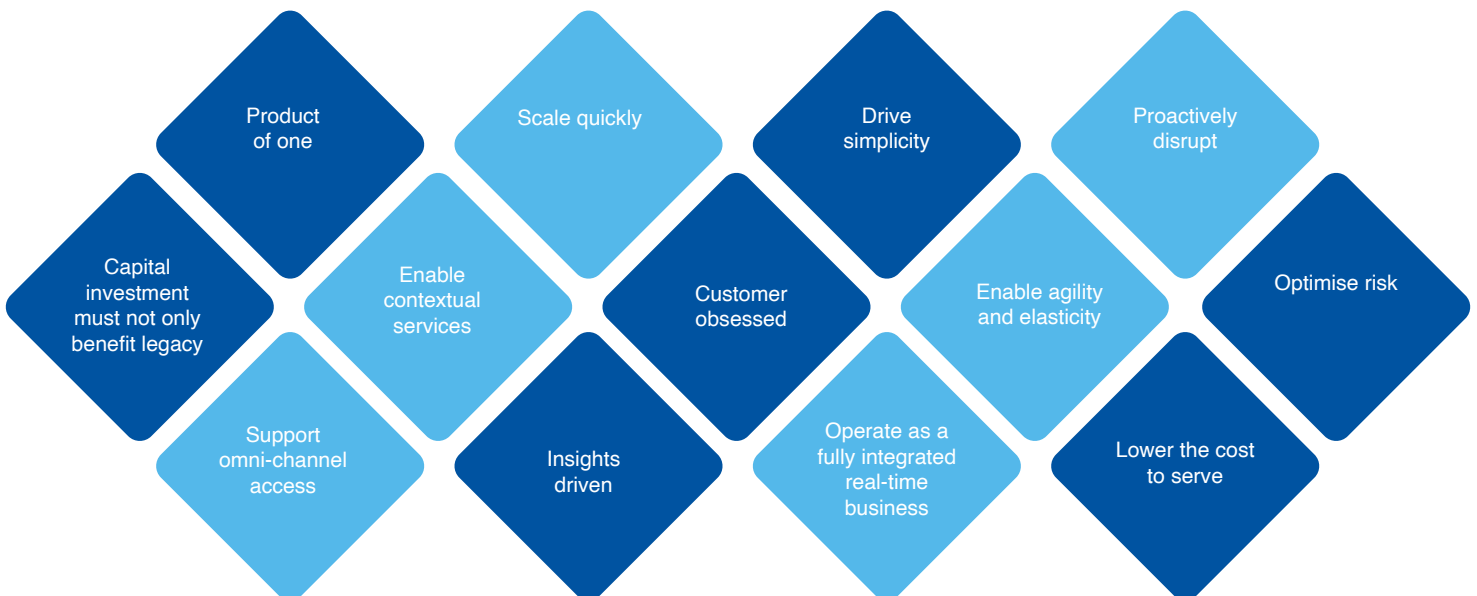 Product
of one
Scale quickly
Drive
simplicity
Proactively
disrupt
Capital
investment
must not only
benefit legacy
Enable
contextual
services
Customer
obsessed
Enable agility
and elasticity
Optimise risk
Support
omni-channel
access
Insights
driven
Operate as a
fully integrated
real-time
business
Lower the cost
to serve